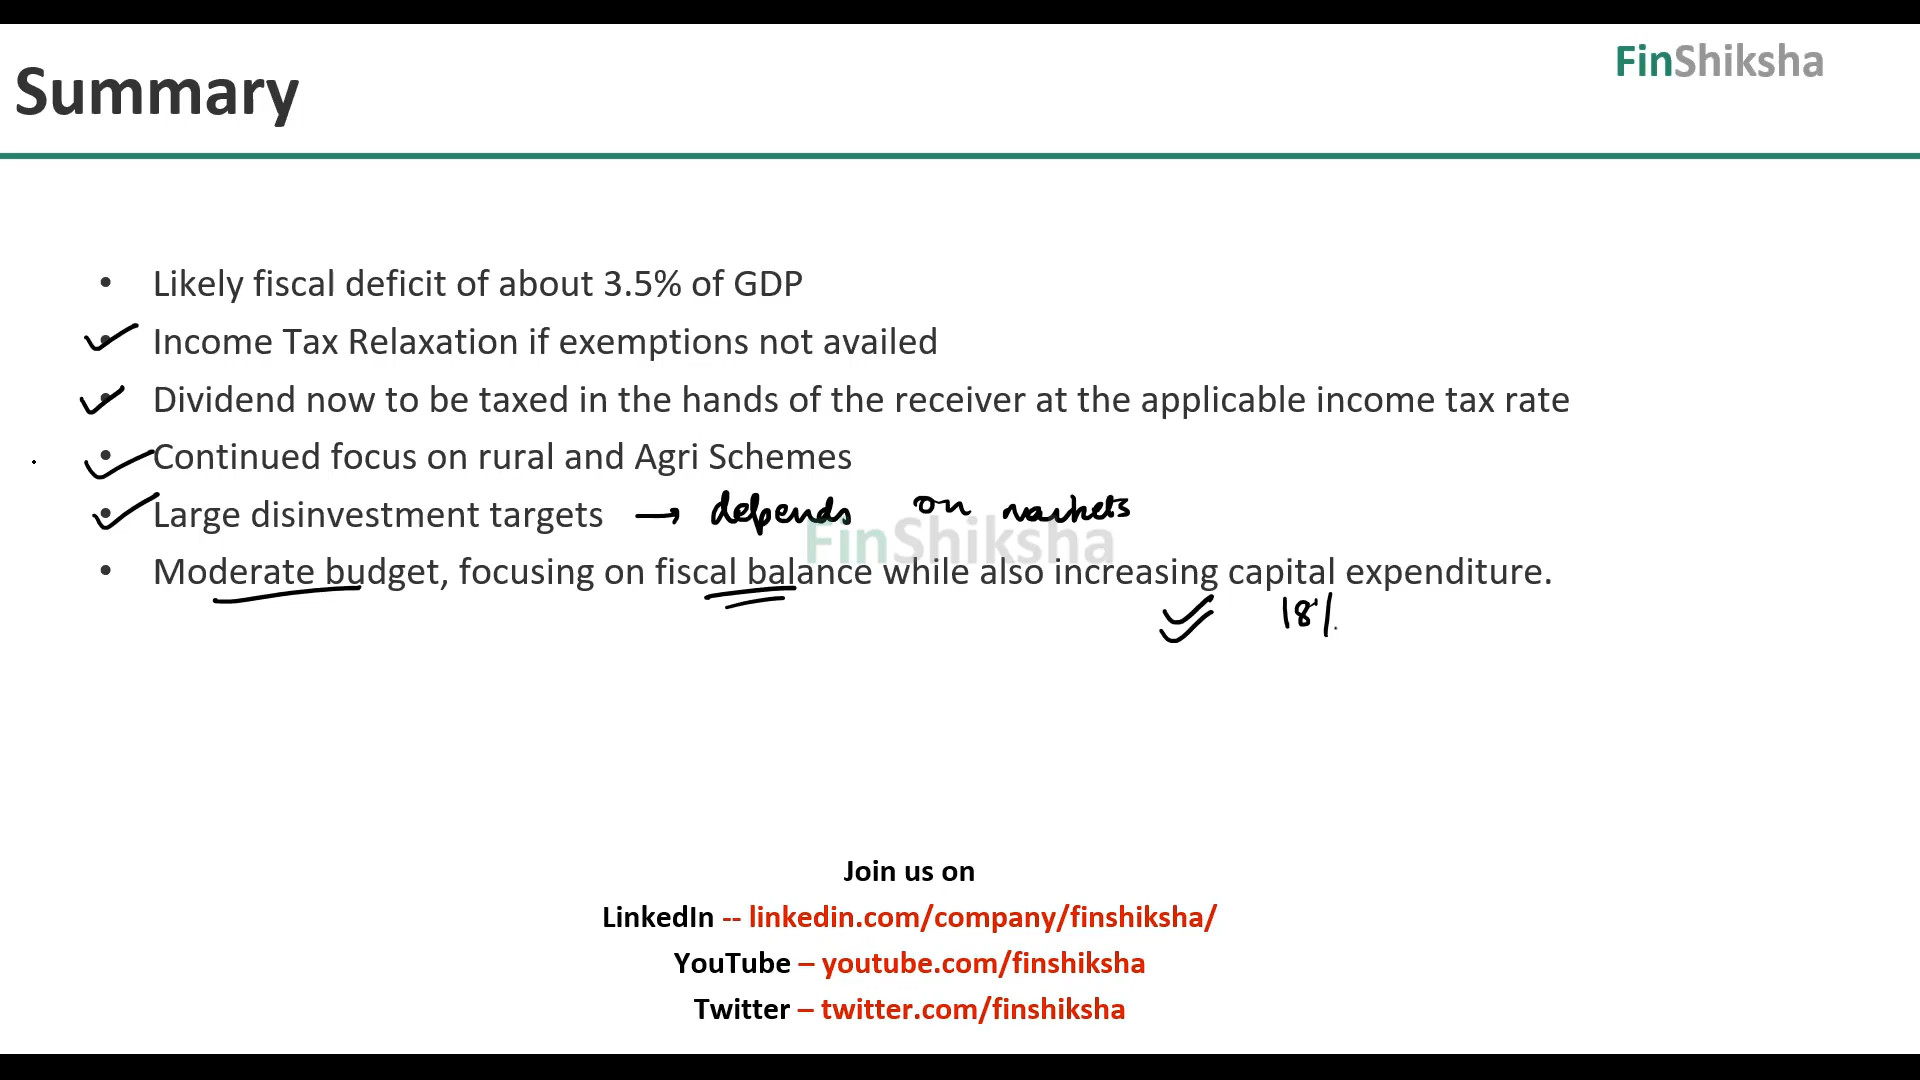 FinShiksha
Summary
• Likely fiscal deficit of about 3.5% of GDP
• Income Tax Relaxation if exemptions not availed
• Dividend now to be taxed in the hands of the receiver at the applicable income tax rate
• Continued focus on rural and Agri Schemes
• Large disinvestment targets → depends on markets
FinShiksha
• Moderate budget, focusing on fiscal balance while also increasing capital expenditure.
18%
Join us on
LinkedIn -- linkedin.com/company/finshiksha/
YouTube – youtube.com/finshiksha
Twitter – twitter.com/finshiksha